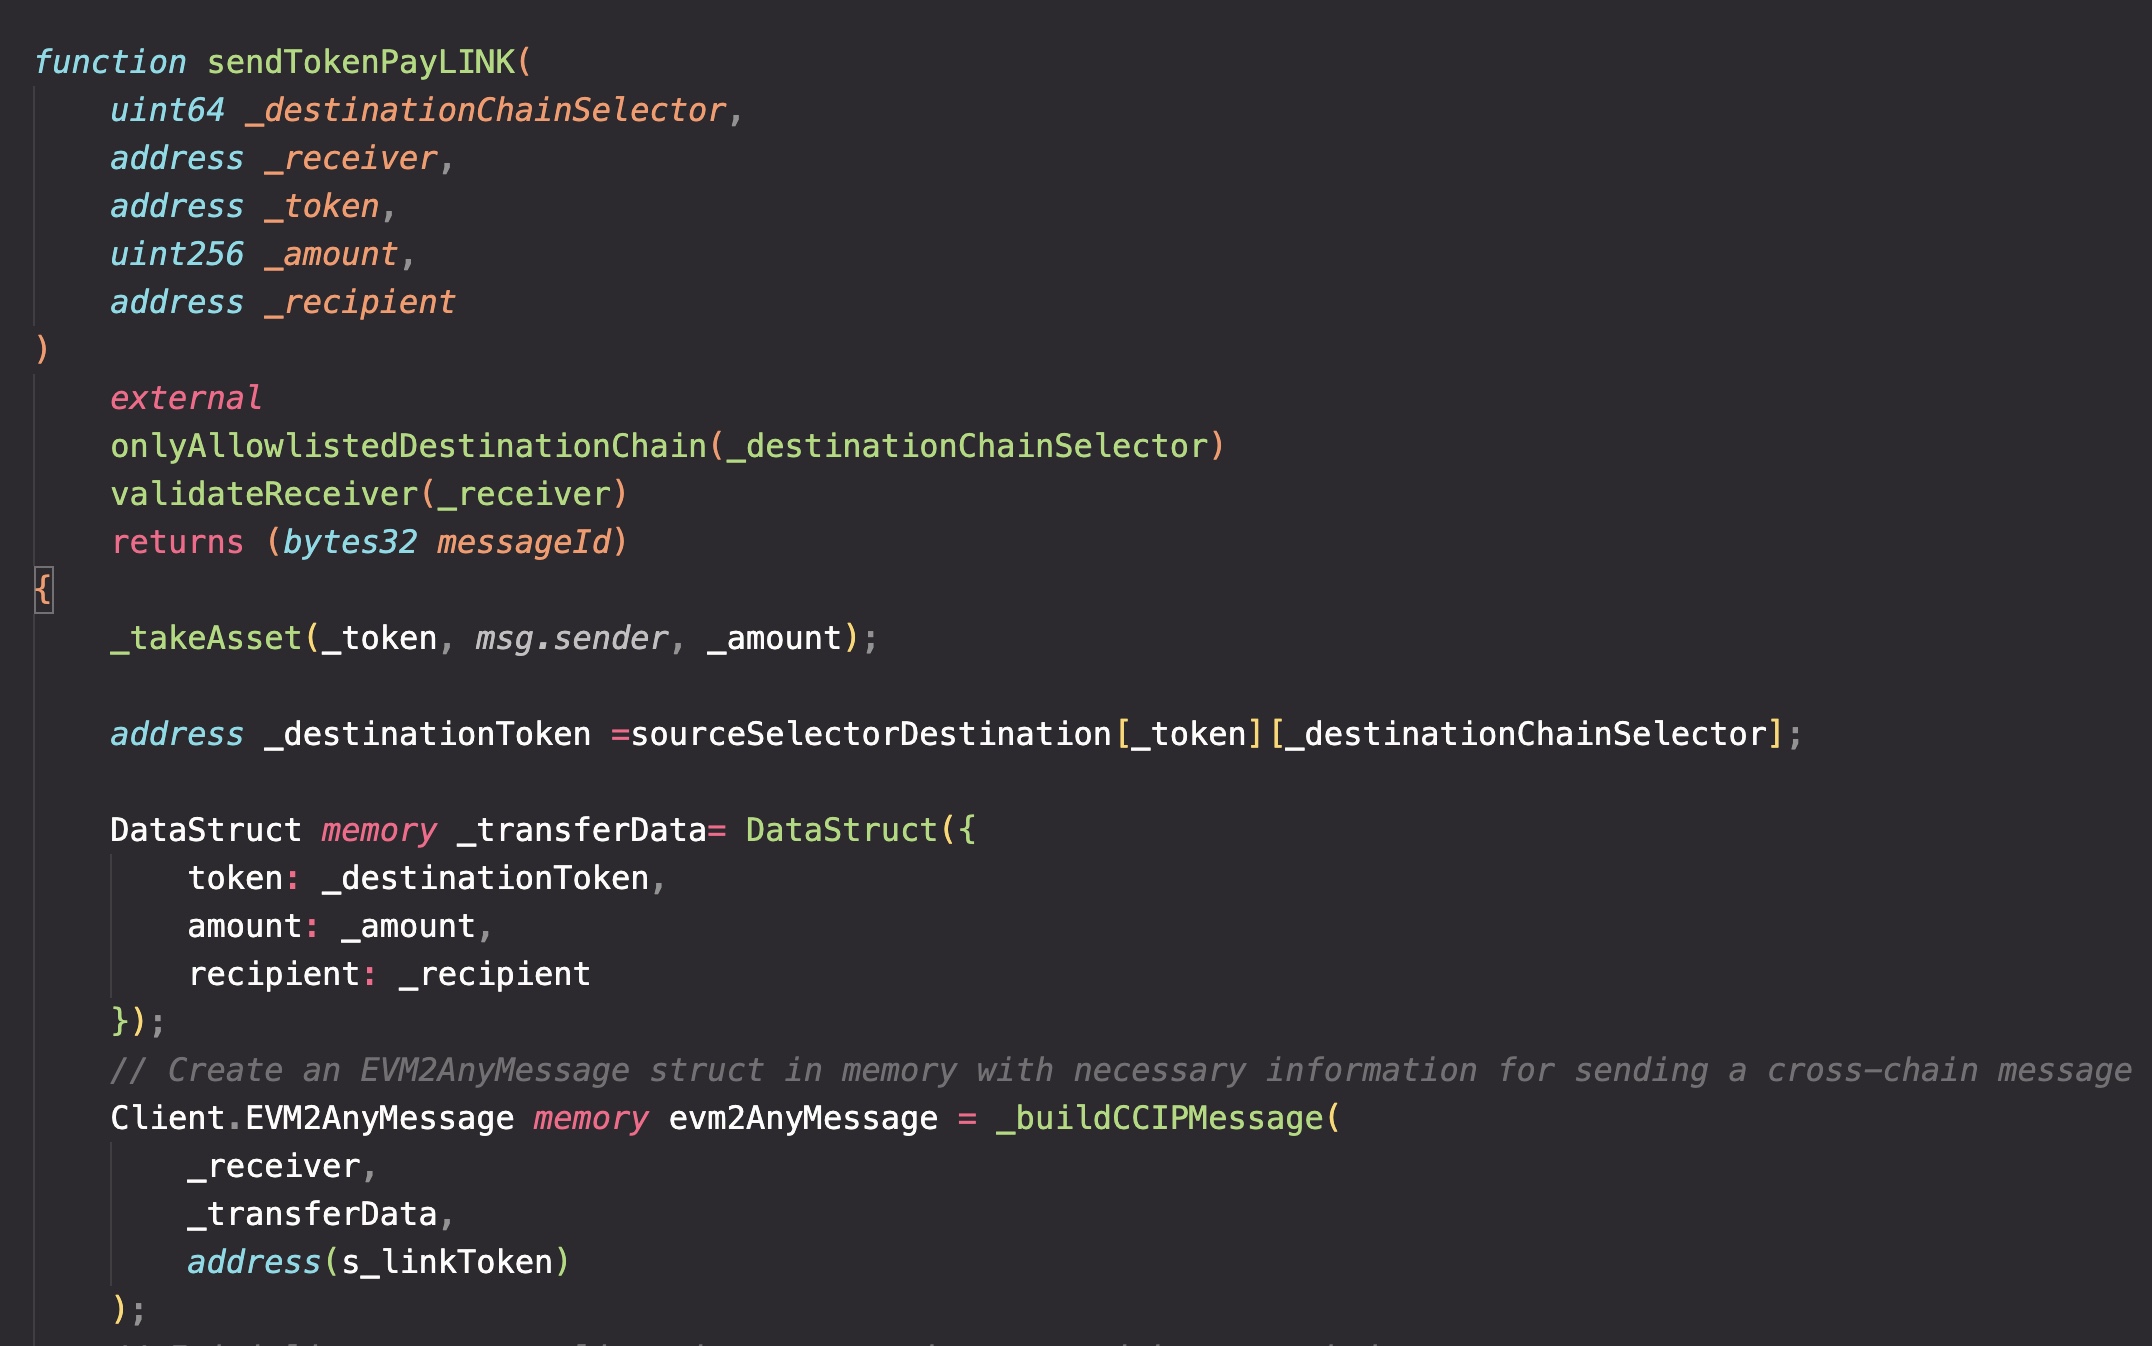 function sendTokenPayLINK(
uint64 _destinationChainSelector,
address _receiver,
address _token,
uint256 _amount,
address _recipient
)
external
onlyAllowlistedDestinationChain(_destinationChainSelector)
validateReceiver(_receiver)
returns (bytes32 messageId)
{
_takeAsset(_token, msg.sender, _amount);
address _destinationToken =sourceSelectorDestination[_token][_destinationChainSelector];
DataStruct memory _transferData= DataStruct({
token: _destinationToken,
amount: _amount,
recipient: _recipient
});
// Create an EVM2AnyMessage struct in memory with necessary information for sending a cross-chain message
Client.EVM2AnyMessage memory evm2AnyMessage = _buildCCIPMessage(
_receiver,
_transferData,
address(s_linkToken)
);